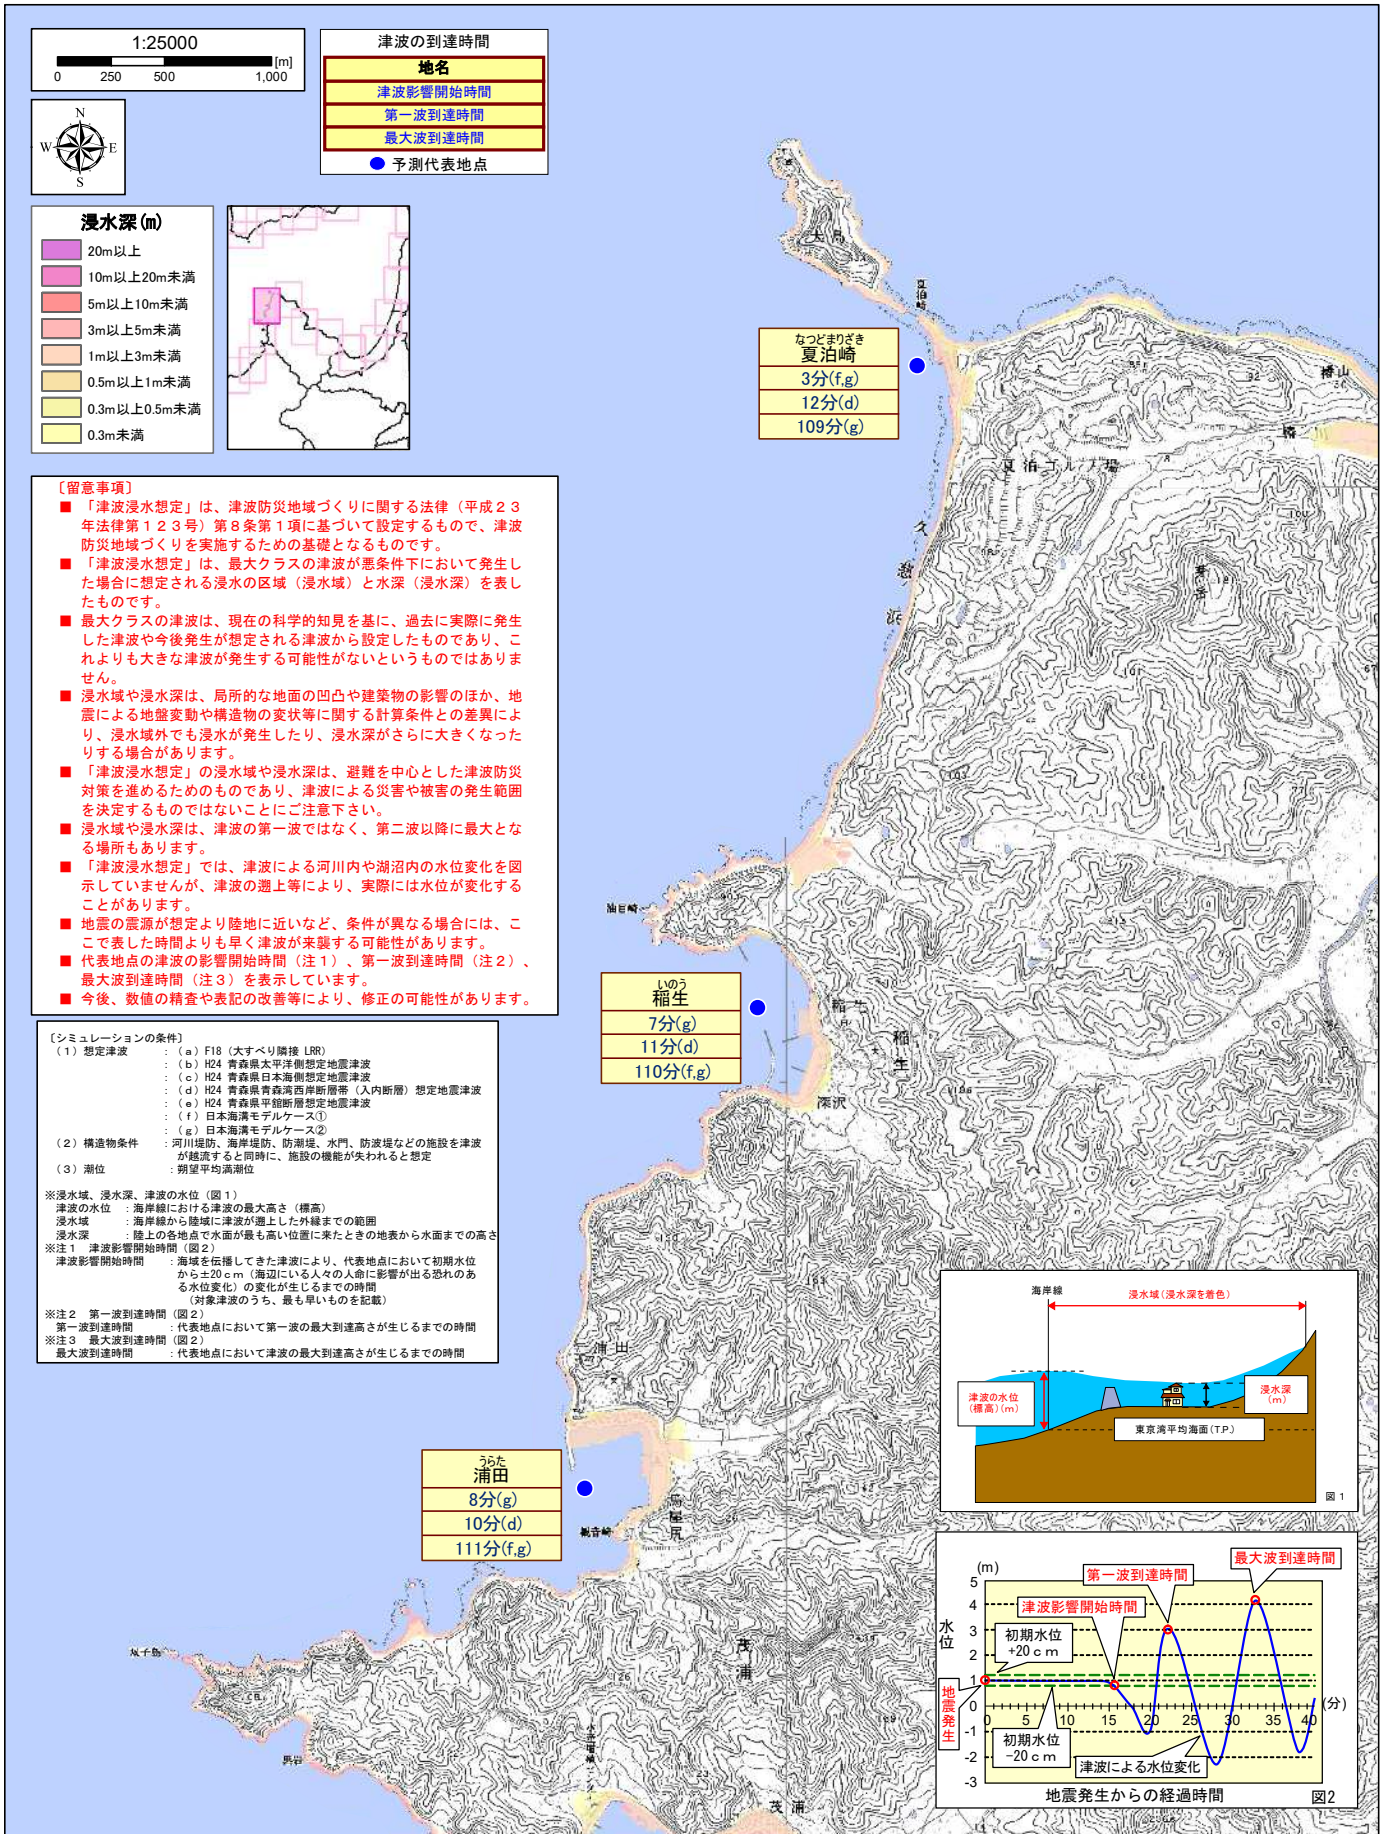 1:25000
[m]
0 250 500 1,000
N
W E
S
津波の到達時間
地名
津波影響開始時間
第一波到達時間
最大波到達時間
予測代表地点
浸水深(m)
20m以上
10m以上20m未満
5m以上10m未満
3m以上5m未満
1m以上3m未満
0.5m以上1m未満
0.3m以上0.5m未満
0.3m未満
〔留意事項〕
■ 「津波浸水想定」は、津波防災地域づくりに関する法律（平成２３
年法律第１２３号）第８条第１項に基づいて設定するもので、津波
防災地域づくりを実施するための基礎となるものです。
■ 「津波浸水想定」は、最大クラスの津波が悪条件下において発生し
た場合に想定される浸水の区域（浸水域）と水深（浸水深）を表し
たものです。
■ 最大クラスの津波は、現在の科学的知見を基に、過去に実際に発生
した津波や今後発生が想定される津波から設定したものであり、こ
れよりも大きな津波が発生する可能性がないというものではありま
せん。
■ 浸水域や浸水深は、局所的な地面の凹凸や建築物の影響のほか、地
震による地盤変動や構造物の変状等に関する計算条件との差異によ
り、浸水域外でも浸水が発生したり、浸水深がさらに大きくなった
りする場合があります。
■ 「津波浸水想定」の浸水域や浸水深は、避難を中心とした津波防災
対策を進めるためのものであり、津波による災害や被害の発生範囲
を決定するものではないことにご注意下さい。
■ 浸水域や浸水深は、津波の第一波ではなく、第二波以降に最大とな
る場所もあります。
■ 「津波浸水想定」では、津波による河川内や湖沼内の水位変化を図
示していませんが、津波の遡上等により、実際には水位が変化する
ことがあります。
■ 地震の震源が想定より陸地に近いなど、条件が異なる場合には、こ
こで表した時間よりも早く津波が来襲する可能性があります。
■ 代表地点の津波の影響開始時間（注１）、第一波到達時間（注２）、
最大波到達時間（注３）を表示しています。
■ 今後、数値の精査や表記の改善等により、修正の可能性があります。
〔シミュレーションの条件〕
（１）想定津波 ：（a）F18（大すべり隣接 LRR）
：（b）H24 青森県太平洋側想定地震津波
：（c）H24 青森県日本海側想定地震津波
：（d）H24 青森県青森湾西岸断層帯（入内断層）想定地震津波
：（e）H24 青森県平舘断層想定地震津波
：（f）日本海溝モデルケース①
：（g）日本海溝モデルケース②
（２）構造物条件 ：河川堤防、海岸堤防、防潮堤、水門、防波堤などの施設を津波
が越流すると同時に、施設の機能が失われると想定
（３）潮位 ：朔望平均満潮位
※浸水域、浸水深、津波の水位（図１）
津波の水位 ：海岸線における津波の最大高さ（標高）
浸水域 ：海岸線から陸域に津波が遡上した外縁までの範囲
浸水深 ：陸上の各地点で水面が最も高い位置に来たときの地表から水面までの高さ
※注１ 津波影響開始時間（図２）
津波影響開始時間 ：海域を伝播してきた津波により、代表地点において初期水位
から±20ｃｍ（海辺にいる人々の人命に影響が出る恐れのあ
る水位変化）の変化が生じるまでの時間
（対象津波のうち、最も早いものを記載）
※注２ 第一波到達時間（図２）
第一波到達時間 ：代表地点において第一波の最大到達高さが生じるまでの時間
※注３ 最大波到達時間（図２）
最大波到達時間 ：代表地点において津波の最大到達高さが生じるまでの時間
大島
夏泊崎
なつどまりざき
夏泊崎
3分(f,g)
12分(d)
109分(g)
椿山
椿
夏泊ゴルフ場
久
浜
油目崎
いのう
稲生
7分(g)
11分(d)
110分(f,g)
稲生
稲生
深沢
浦田
うらた
浦田
8分(g)
10分(d)
111分(f,g)
観音崎
馬屋尻
双子島
黒岩
茂浦
茂浦
海岸線
浸水域(浸水深を着色)
津波の水位
(標高)(m)
浸水深
(m)
東京湾平均海面(T.P.)
図１
(m)
最大波到達時間
第一波到達時間
津波影響開始時間
水位
初期水位
+20ｃｍ
初期水位
-20ｃｍ
地震発生
津波による水位変化
5
4
3
2
1
0
-1
-2
-3
0 5 10 15 20 25 30 35 40
(分)
地震発生からの経過時間
図2